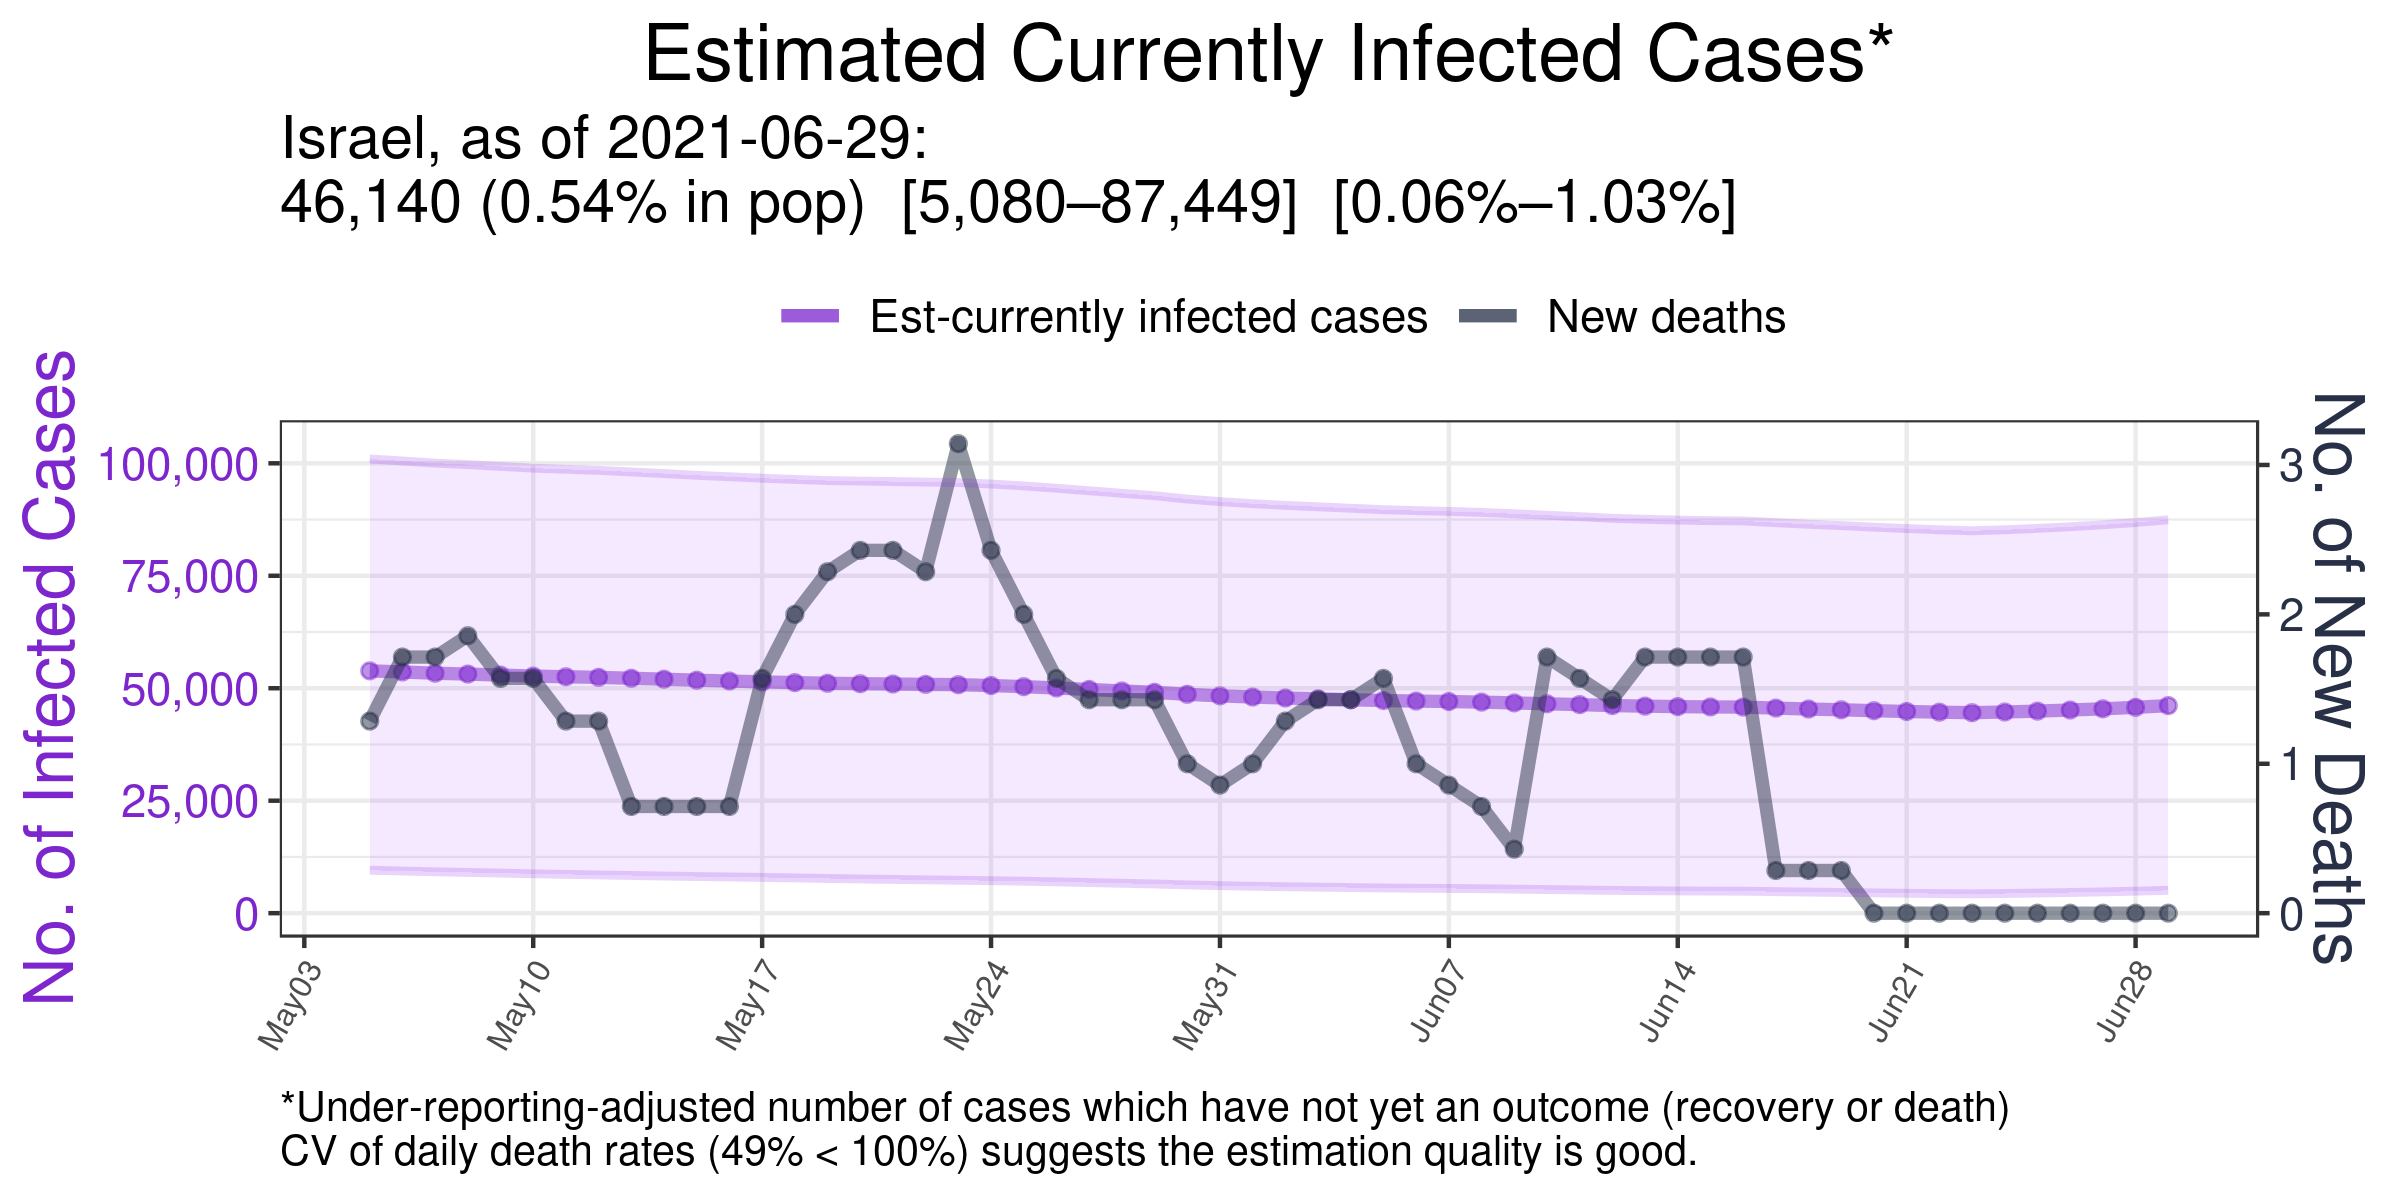 Estimated Currently Infected Cases*
Israel, as of 2021-06-29:
46,140 (0.54% in pop)  [5,080–87,449]  [0.06%–1.03%]
Est-currently infected cases
New deaths
No. of Infected Cases
100,000
75,000
50,000
25,000
0
3
2
1
0
No. of New Deaths
May03
May10
May17
May24
May31
Jun07
Jun14
Jun21
Jun28
*Under-reporting-adjusted number of cases which have not yet an outcome (recovery or death)
CV of daily death rates (49% < 100%) suggests the estimation quality is good.